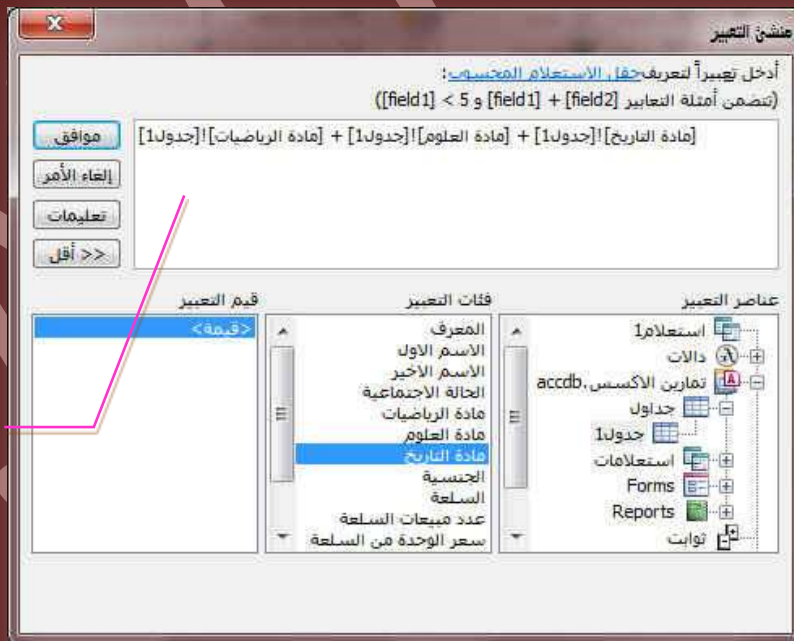 منشئ التعبير
أدخل تعبيراً لتعريف حقل الاستعلام المحسوب:
(تتضمن أمثلة التعابير [field1] + [field2] و [field1] < 5)
[جدول1]![مادة الرياضيات] + [جدول1]![مادة العلوم] + [جدول1]![مادة التاريخ]
موافق
إلغاء الأمر
تعليمات
<< أقل
عناصر التعبير
استعلام1
دالات
تمارين الاكسس.accdb
جداول
جدول1
استعلامات
Forms
Reports
ثوابت
فئات التعبير
المعرف
الاسم الاول
الاسم الاخير
الحالة الاجتماعية
مادة الرياضيات
مادة العلوم
مادة التاريخ
الجنسية
السلعة
عدد مبيعات السلعة
سعر الوحدة من السلعة
قيم التعبير
<قيمة>